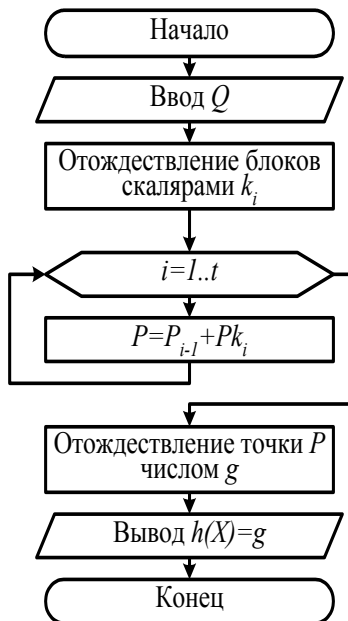 Начало
Ввод Q
Отождествление блоков
скалярами kᵢ
i=1..t
P=Pᵢ₋₁+Pkᵢ
Отождествление точки P
числом g
Вывод h(X)=g
Конец